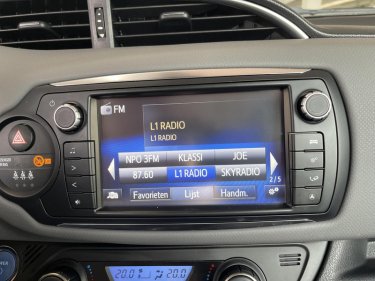 FM
L1 RADIO
L1 RADIO
NPO 3FM KLASSI JOE
87.60 L1 RADIO SKYRADIO
2/5
Favorieten Lijst Handm.
20.0 20.0